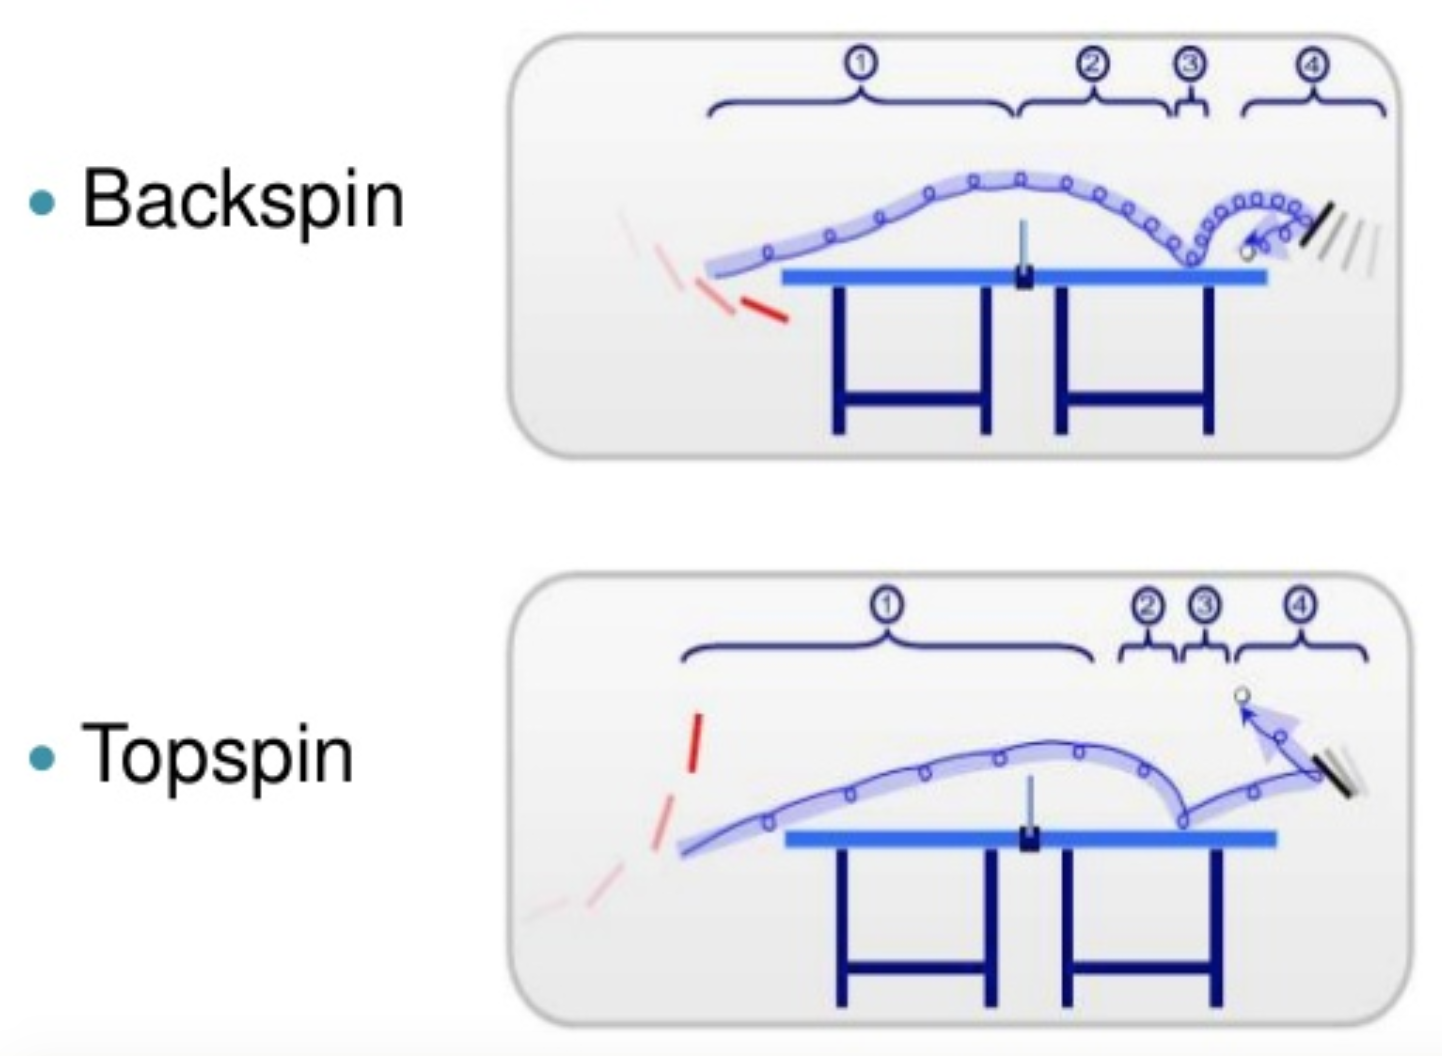 ① ② ③ ④
• Backspin
① ② ③ ④
• Topspin